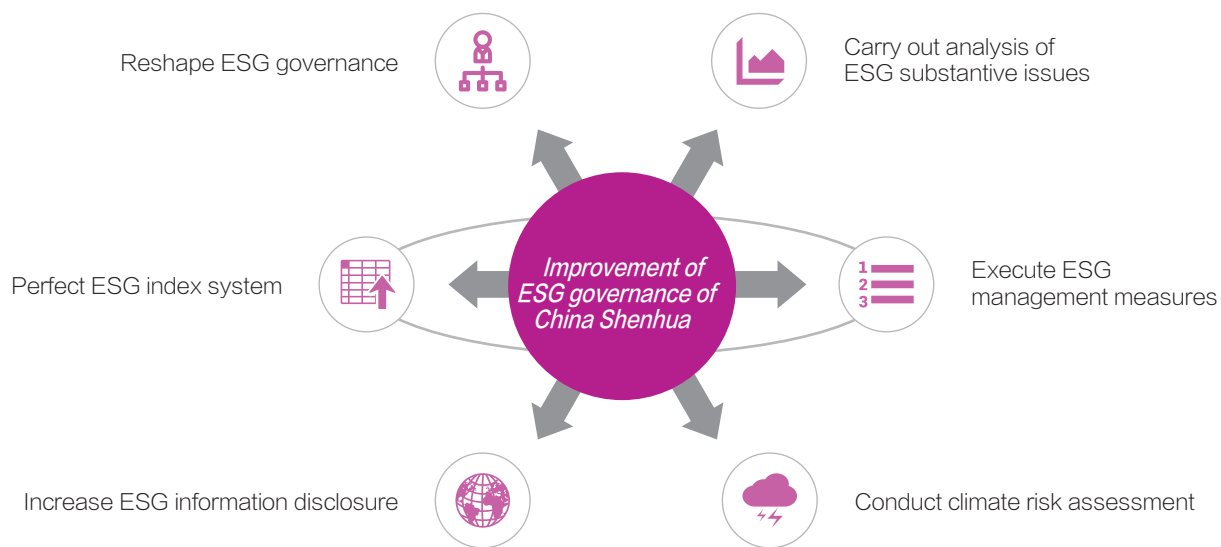 Reshape ESG governance
Carry out analysis of
ESG substantive issues
Perfect ESG index system
Improvement of
ESG governance of
China Shenhua
1
2
3
Execute ESG
management measures
Increase ESG information disclosure
Conduct climate risk assessment